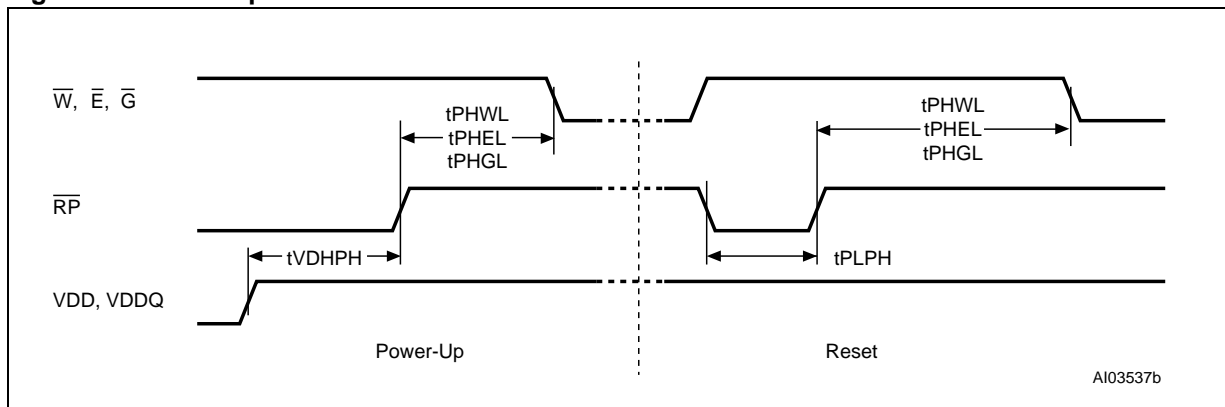 W, E, G
tPHWL
tPHEL
tPHGL
tPHWL
tPHEL
tPHGL
RP
tVDHPH
tPLPH
VDD, VDDQ
Power-Up
Reset
AI03537b